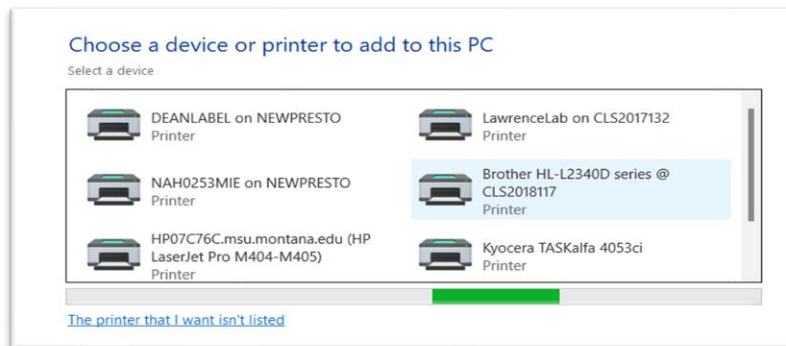 Choose a device or printer to add to this PC
Select a device
DEANLABEL on NEWPRESTO
Printer
LawrenceLab on CLS2017132
Printer
NAH0253MIE on NEWPRESTO
Printer
Brother HL-L2340D series @
CLS2018117
Printer
HP07C76C.msu.montana.edu (HP
LaserJet Pro M404-M405)
Printer
Kyocera TASKalfa 4053ci
Printer
The printer that I want isn't listed